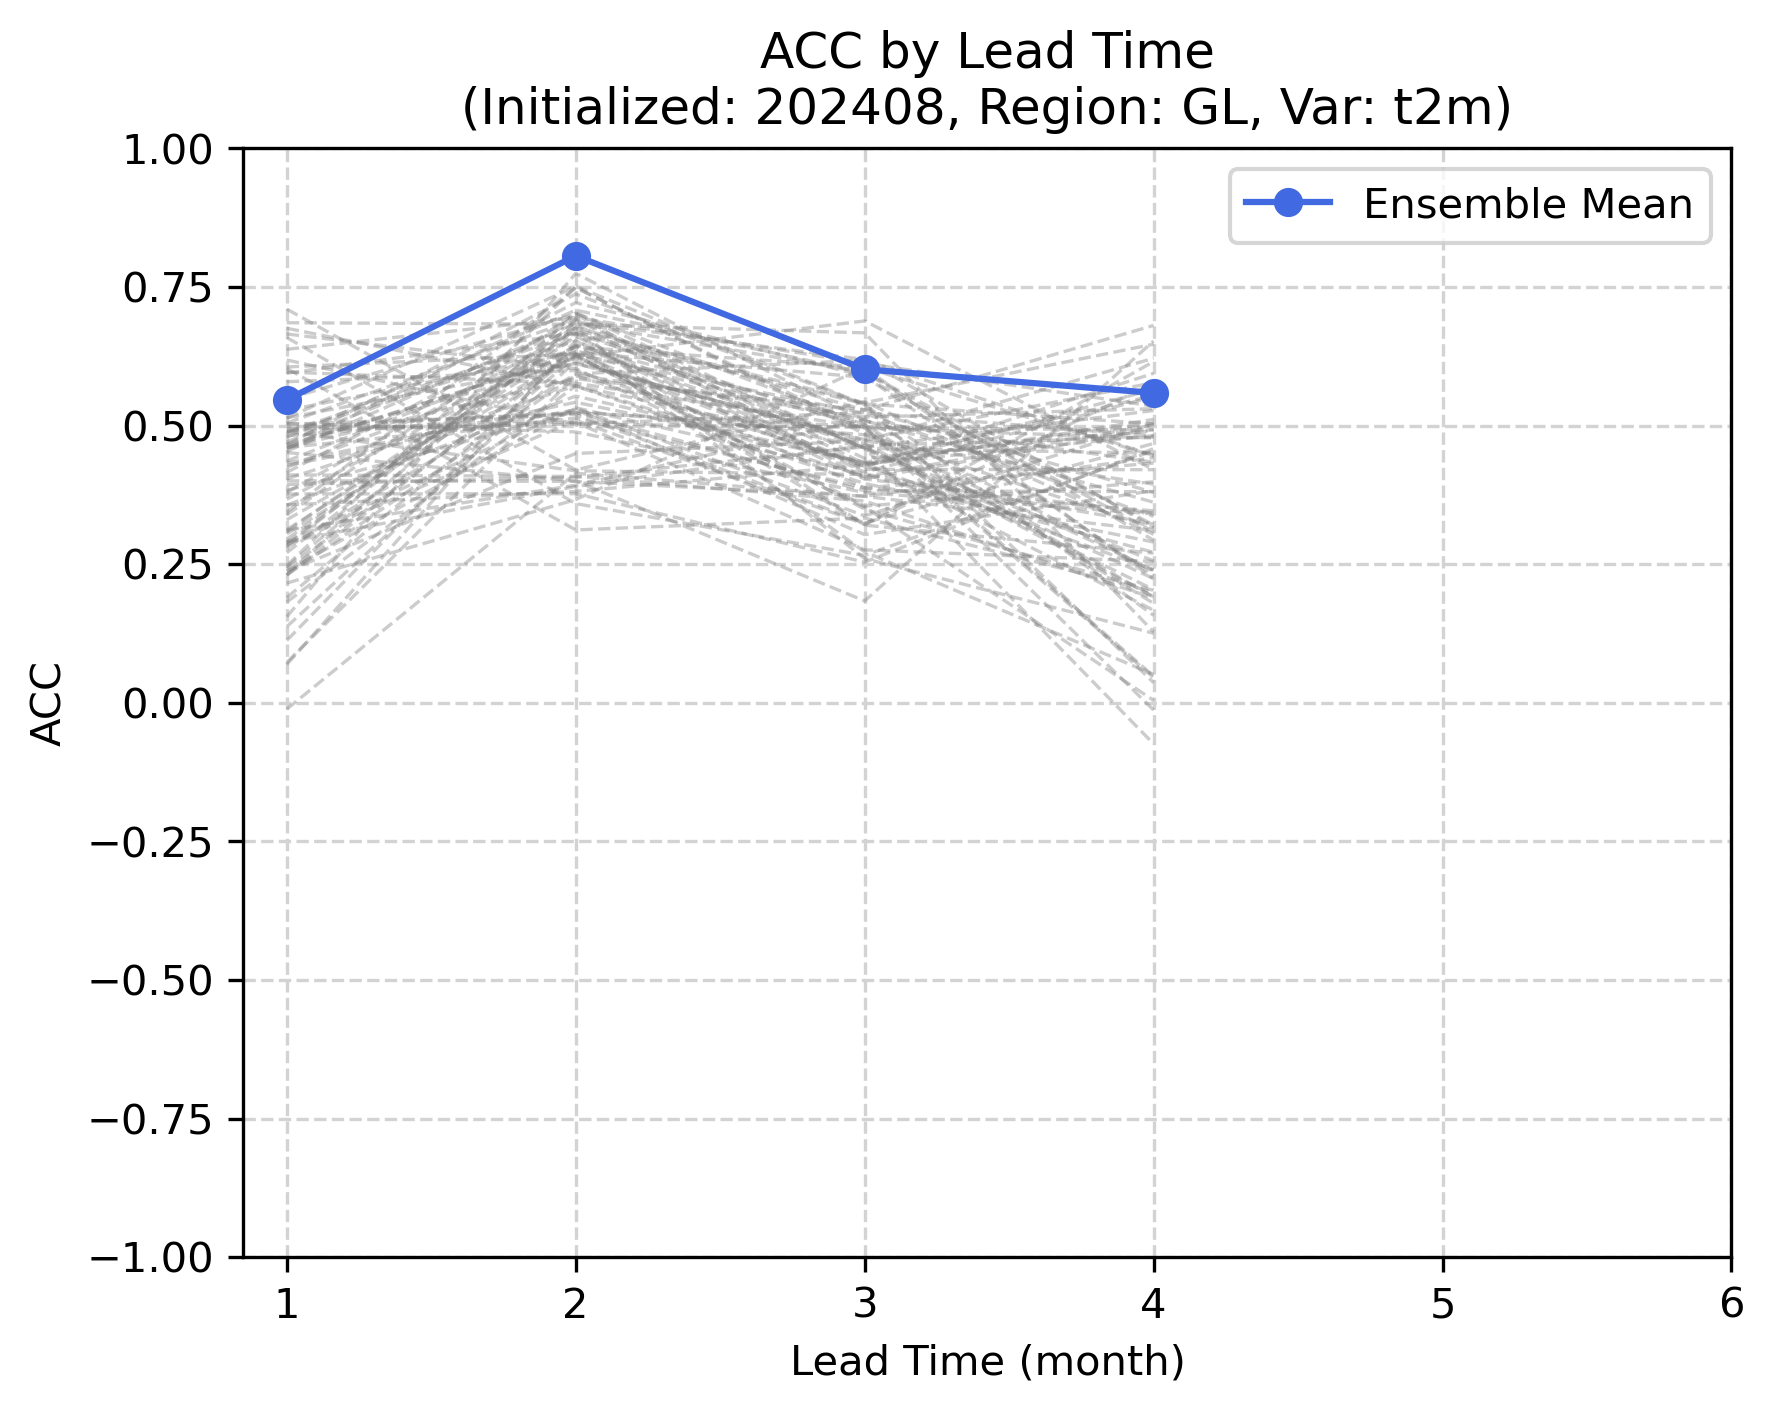 ACC by Lead Time
(Initialized: 202408, Region: GL, Var: t2m)
Ensemble Mean
1.00
0.75
0.50
0.25
0.00
−0.25
−0.50
−0.75
−1.00
ACC
1 2 3 4 5 6
Lead Time (month)